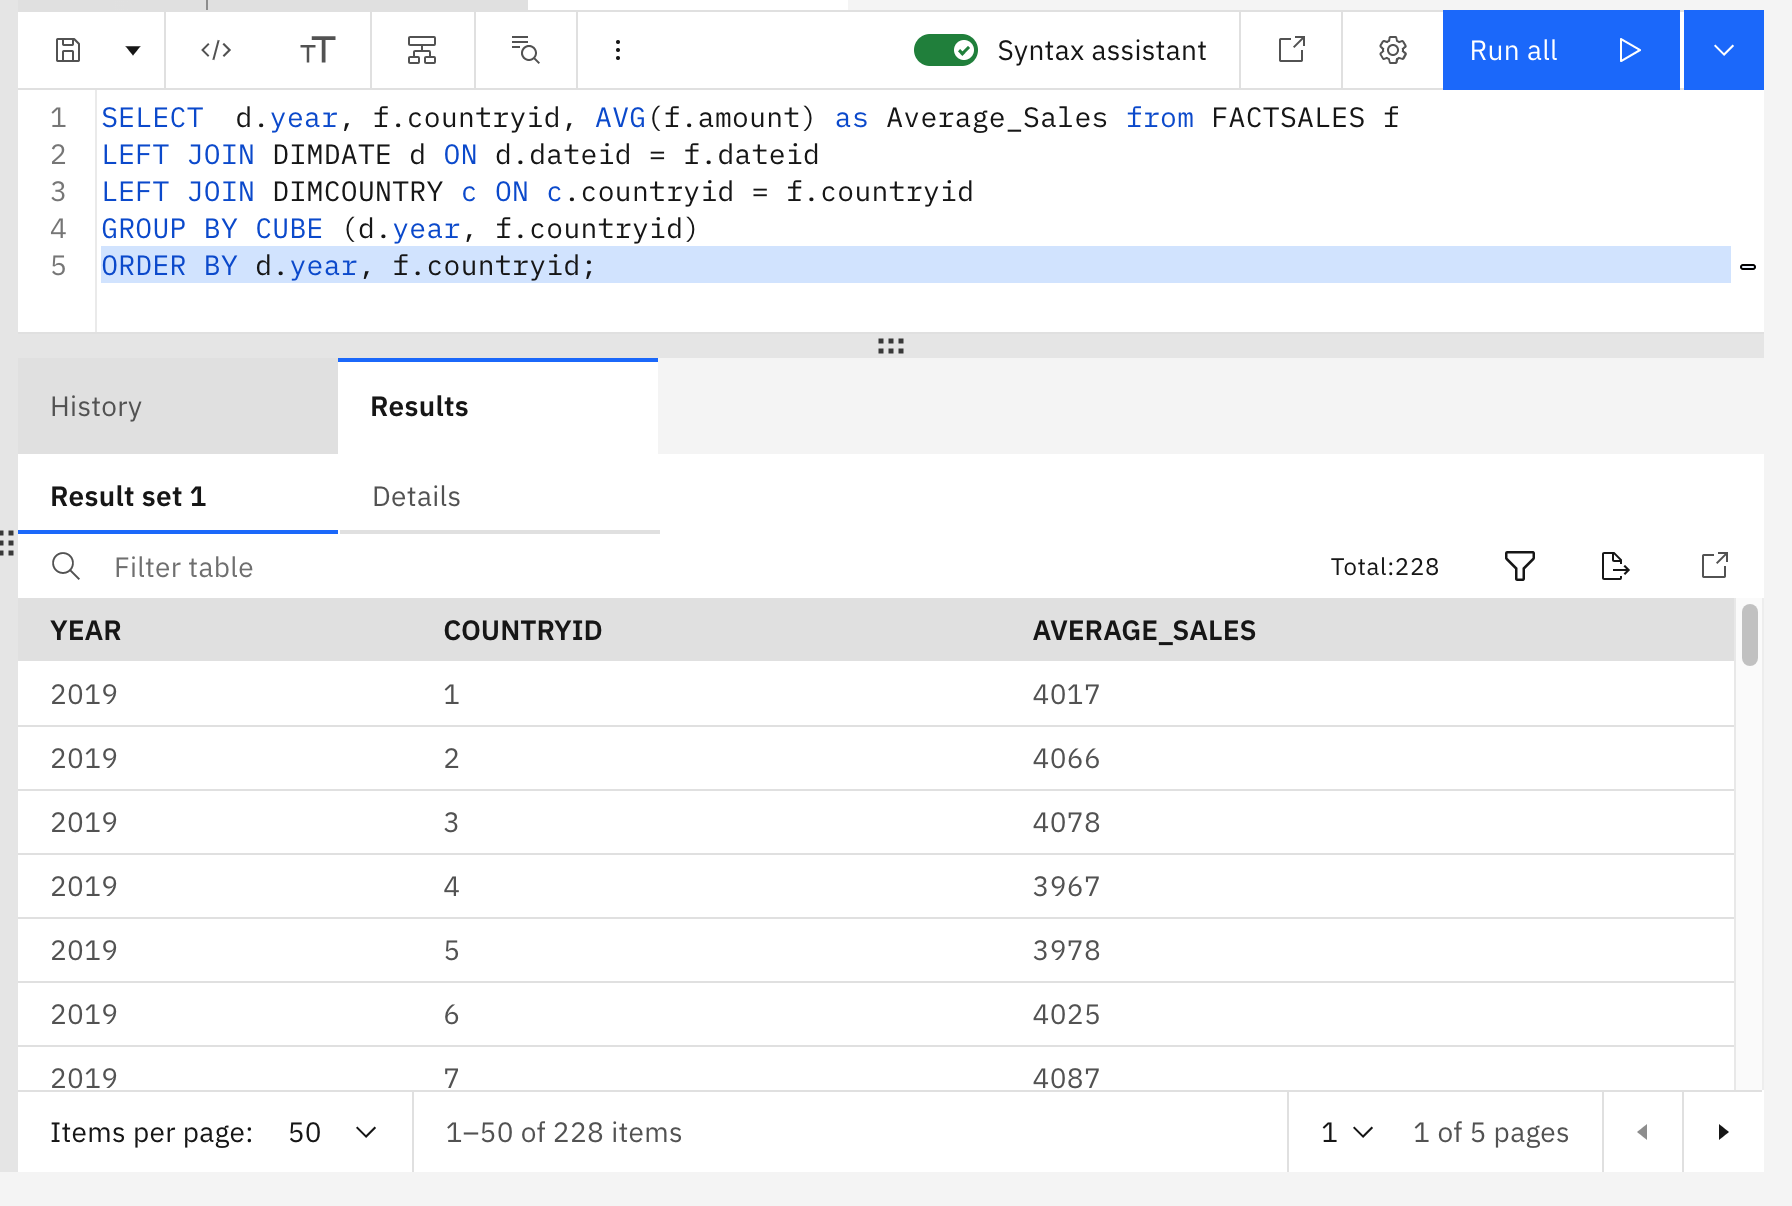 </>
TT
Syntax assistant
Run all
1 SELECT  d.year, f.countryid, AVG(f.amount) as Average_Sales from FACTSALES f
2 LEFT JOIN DIMDATE d ON d.dateid = f.dateid
3 LEFT JOIN DIMCOUNTRY c ON c.countryid = f.countryid
4 GROUP BY CUBE (d.year, f.countryid)
5 ORDER BY d.year, f.countryid;
History Results
Result set 1 Details
Filter table Total:228
YEAR COUNTRYID AVERAGE_SALES
2019 1 4017
2019 2 4066
2019 3 4078
2019 4 3967
2019 5 3978
2019 6 4025
2019 7 4087
Items per page: 50 1–50 of 228 items 1 1 of 5 pages